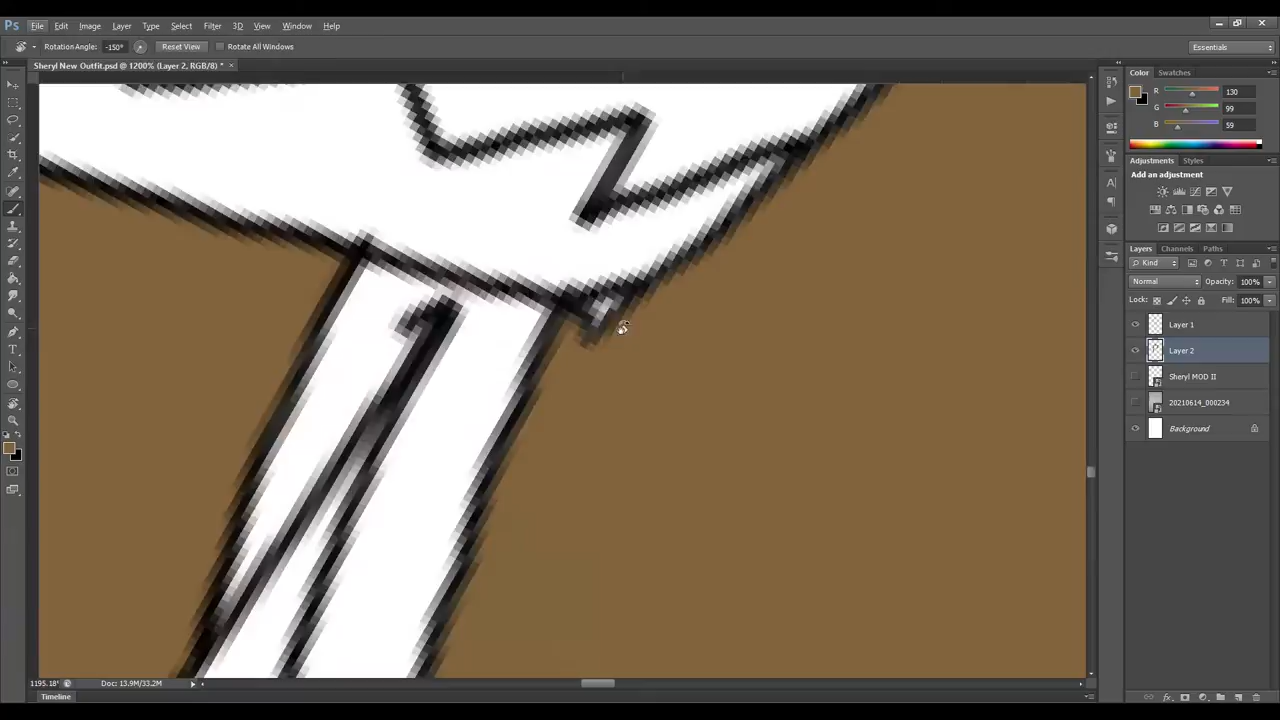 Ps File Edit Image Layer Type Select Filter 3D View Window Help
Rotation Angle: -150° Reset View Rotate All Windows Essentials
Sheryl New Outfit.psd @ 1200% (Layer 2, RGB/8) * ×
Color Swatches
R 130
G 99
B 59
Adjustments Styles
Add an adjustment
Layers Channels Paths
Kind
Normal Opacity: 100%
Lock: Fill: 100%
Layer 1
Layer 2
Sheryl MOD II
20210614_000234
Background
1195.18% Doc: 13.9M/33.2M
Timeline